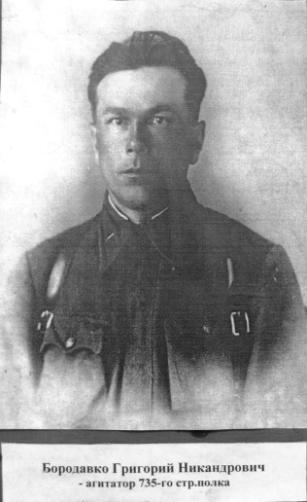 Бородавко Григорий Никандрович
- агитатор 735-го стр.полка